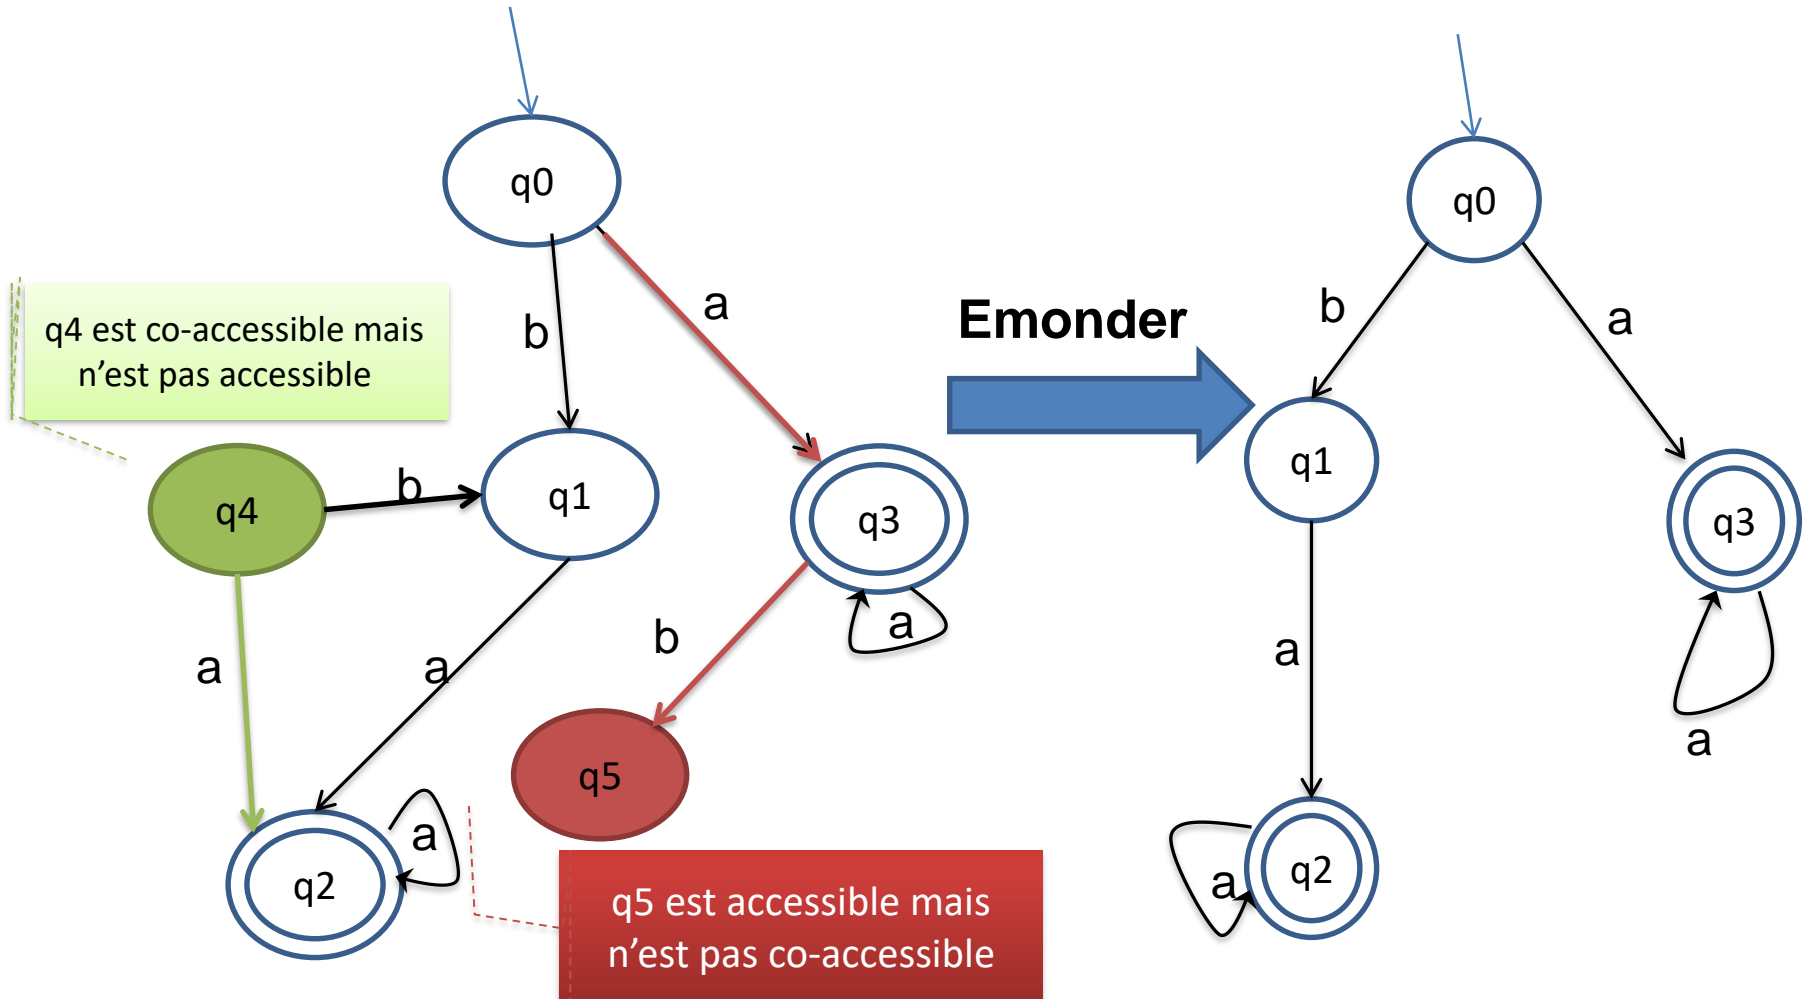 q0
b
a
q4 est co-accessible mais
n'est pas accessible
q4
b
q1
q3
a
a
a
b
q5
q2
a
q5 est accessible mais
n'est pas co-accessible
Emonder
q0
b
a
q1
q3
a
a
q2
a